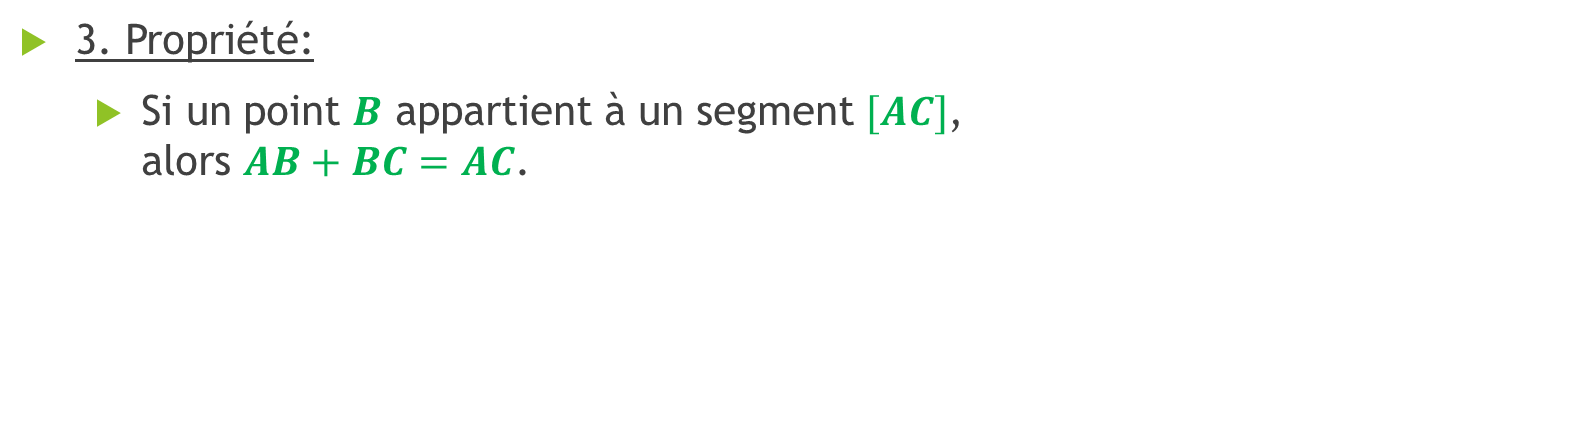 3. Propriété:
Si un point B appartient à un segment [AC],
alors AB + BC = AC.